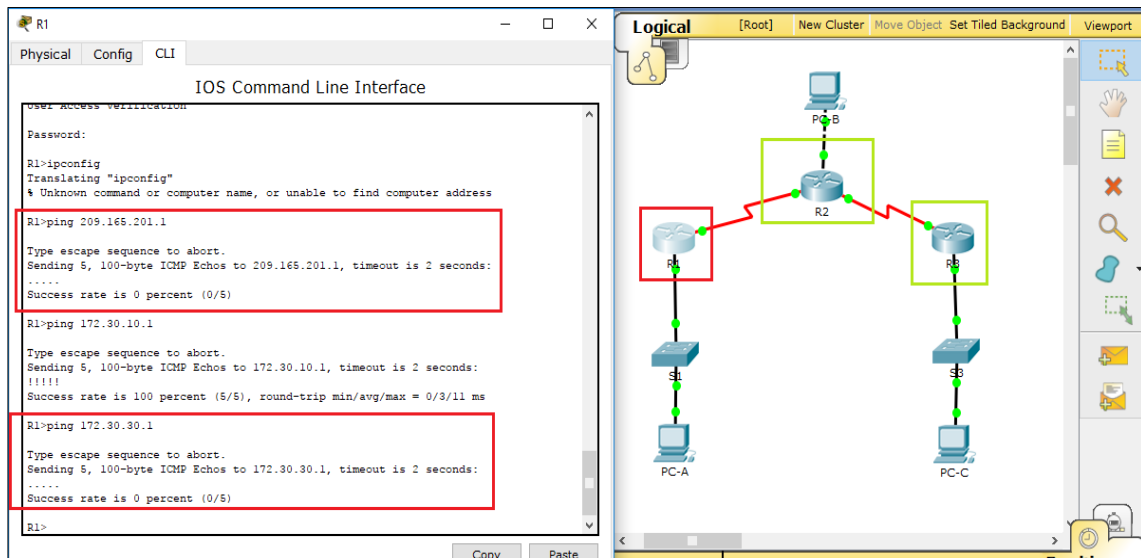 R1
Physical Config CLI
IOS Command Line Interface
User Access Verification
Password:
R1>ipconfig
Translating "ipconfig"
% Unknown command or computer name, or unable to find computer address
R1>ping 209.165.201.1
Type escape sequence to abort.
Sending 5, 100-byte ICMP Echos to 209.165.201.1, timeout is 2 seconds:
.....
Success rate is 0 percent (0/5)
R1>ping 172.30.10.1
Type escape sequence to abort.
Sending 5, 100-byte ICMP Echos to 172.30.10.1, timeout is 2 seconds:
!!!!!
Success rate is 100 percent (5/5), round-trip min/avg/max = 0/3/11 ms
R1>ping 172.30.30.1
Type escape sequence to abort.
Sending 5, 100-byte ICMP Echos to 172.30.30.1, timeout is 2 seconds:
.....
Success rate is 0 percent (0/5)
R1>
Copy Paste
Logical [Root] New Cluster Move Object Set Tiled Background Viewport
PC-B
R2
R1
R3
S1
S3
PC-A
PC-C